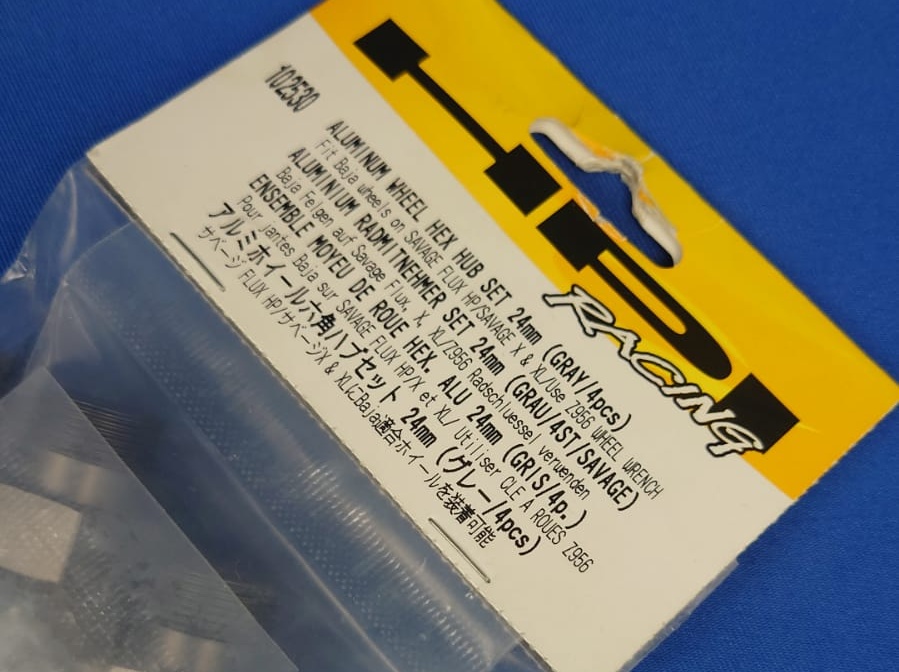 HPI RACING
102530
ALUMINUM WHEEL HEX HUB SET 24mm (GRAY/4pcs)
Fit Baja wheels on SAVAGE FLUX HP/SAVAGE X & XL/Use Z956 WHEEL WRENCH
ALUMINIUM RADMITNEHMER SET 24mm (GRAU/4ST/SAVAGE)
Baja Felgen auf Savage Flux, X, XL/Z956 Radschluessel verwenden
ENSEMBLE MOYEU DE ROUE HEX. ALU 24mm (GRIS/4p.)
Pour jantes Baja sur SAVAGE FLUX HP/X et XL/ Utiliser CLE A ROUES Z956
アルミホイール六角ハブセット 24mm (グレー/4pcs)
サベージ FLUX HP/サベージX & XLにBaja適合ホイールを装着可能